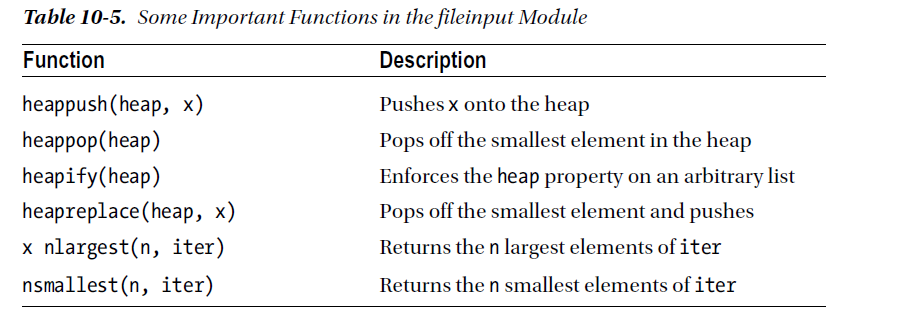 Table 10-5. Some Important Functions in the fileinput Module
Function Description
heappush(heap, x) Pushes x onto the heap
heappop(heap) Pops off the smallest element in the heap
heapify(heap) Enforces the heap property on an arbitrary list
heapreplace(heap, x) Pops off the smallest element and pushes
x nlargest(n, iter) Returns the n largest elements of iter
nsmallest(n, iter) Returns the n smallest elements of iter